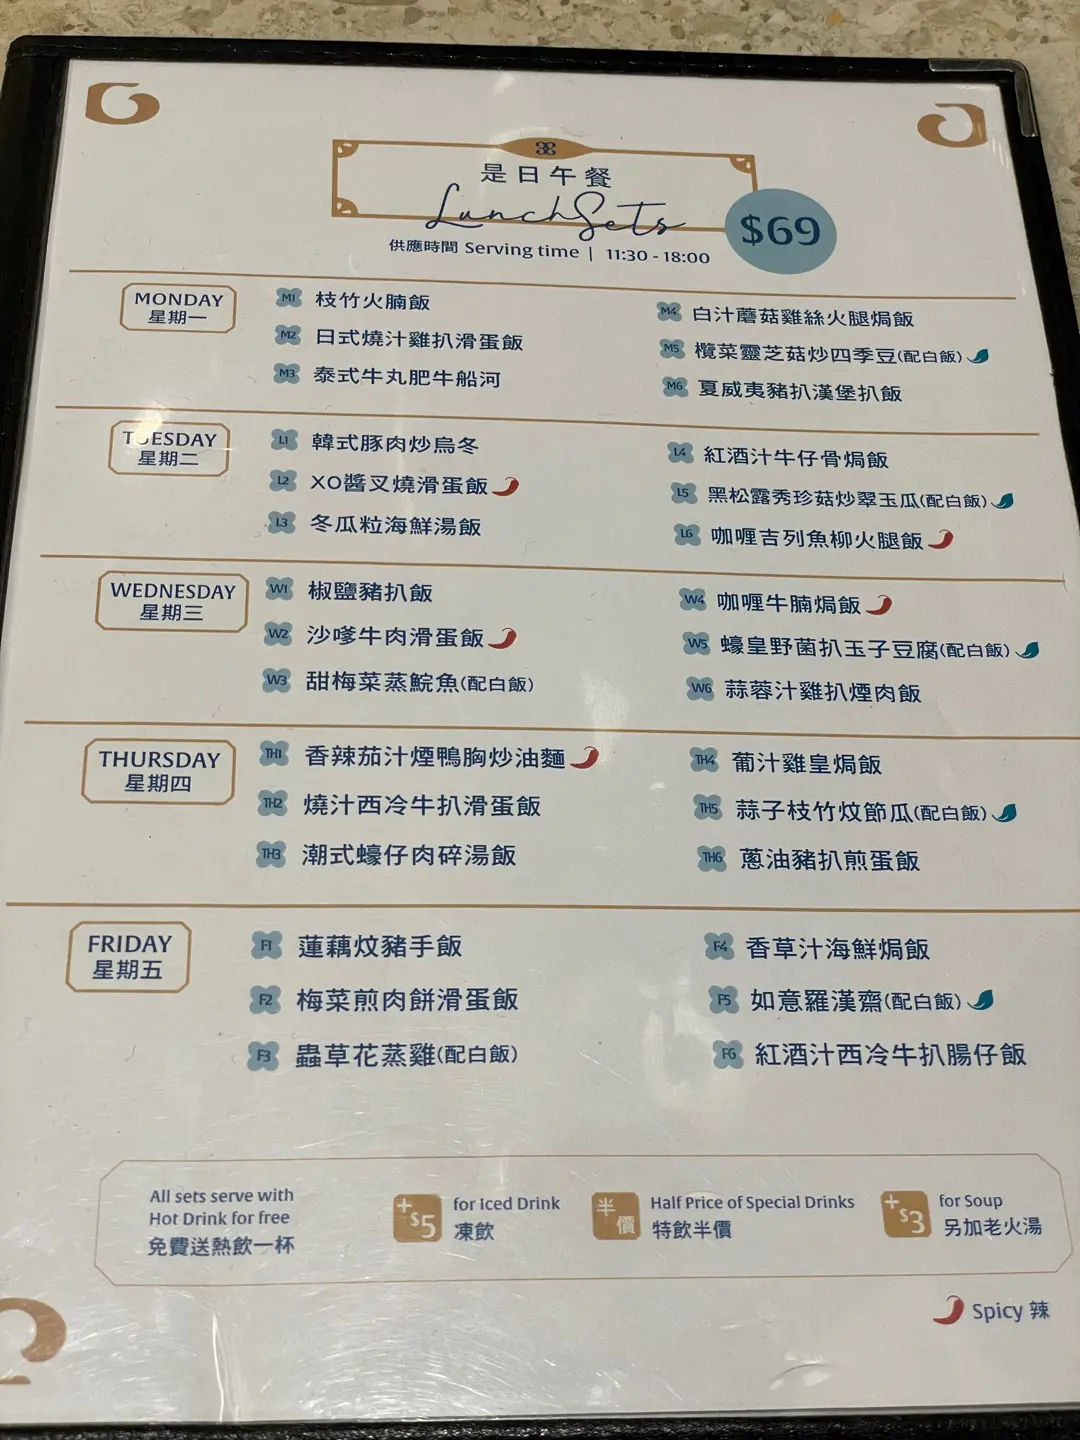 是日午餐
Lunch Sets
$69
供應時間 Serving time | 11:30 - 18:00
MONDAY
星期一
M1 枝竹火腩飯
M2 日式燒汁雞扒滑蛋飯
M3 泰式牛丸肥牛船河
M4 白汁蘑菇雞絲火腿焗飯
M5 欖菜靈芝菇炒四季豆(配白飯)
M6 夏威夷豬扒漢堡扒飯
TUESDAY
星期二
L1 韓式豚肉炒烏冬
L2 XO醬叉燒滑蛋飯
L3 冬瓜粒海鮮湯飯
L4 紅酒汁牛仔骨焗飯
L5 黑松露秀珍菇炒翠玉瓜(配白飯)
L6 咖喱吉列魚柳火腿飯
WEDNESDAY
星期三
W1 椒鹽豬扒飯
W2 沙嗲牛肉滑蛋飯
W3 甜梅菜蒸鯇魚(配白飯)
W4 咖喱牛腩焗飯
W5 蠔皇野菌扒玉子豆腐(配白飯)
W6 蒜蓉汁雞扒煙肉飯
THURSDAY
星期四
TH1 香辣茄汁煙鴨胸炒油麵
TH2 燒汁西冷牛扒滑蛋飯
TH3 潮式蠔仔肉碎湯飯
TH4 葡汁雞皇焗飯
TH5 蒜子枝竹炆節瓜(配白飯)
TH6 蔥油豬扒煎蛋飯
FRIDAY
星期五
F1 蓮藕炆豬手飯
F2 梅菜煎肉餅滑蛋飯
F3 蟲草花蒸雞(配白飯)
F4 香草汁海鮮焗飯
F5 如意羅漢齋(配白飯)
F6 紅酒汁西冷牛扒腸仔飯
All sets serve with
Hot Drink for free
免費送熱飲一杯
+$5
for Iced Drink
凍飲
半價
Half Price of Special Drinks
特飲半價
+$3
for Soup
另加老火湯
Spicy 辣